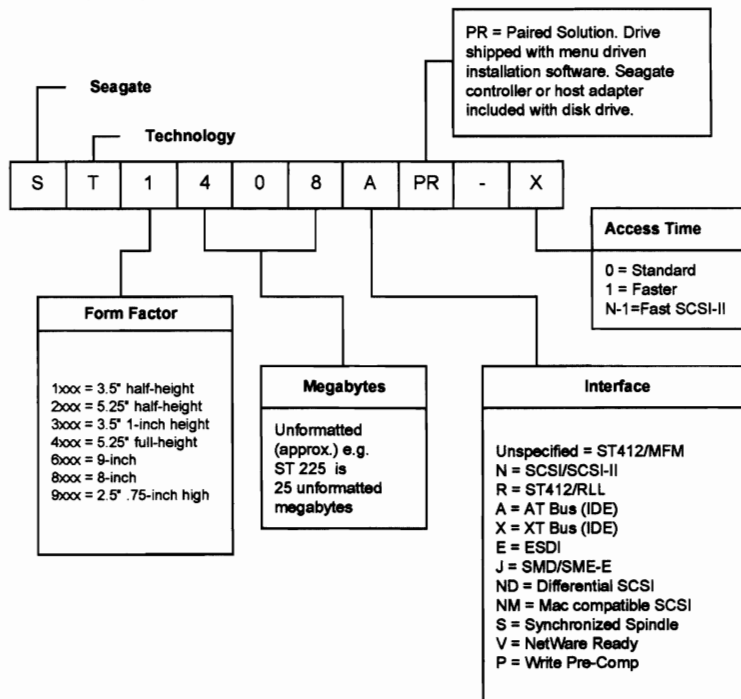 PR = Paired Solution. Drive
shipped with menu driven
installation software. Seagate
controller or host adapter
included with disk drive.
Seagate
Technology
S T 1 4 0 8 A PR - X
Access Time
0 = Standard
1 = Faster
N-1=Fast SCSI-II
Form Factor
1xxx = 3.5" half-height
2xxx = 5.25" half-height
3xxx = 3.5" 1-inch height
4xxx = 5.25" full-height
6xxx = 9-inch
8xxx = 8-inch
9xxx = 2.5" .75-inch high
Megabytes
Unformatted
(approx.) e.g.
ST 225 is
25 unformatted
megabytes
Interface
Unspecified = ST412/MFM
N = SCSI/SCSI-II
R = ST412/RLL
A = AT Bus (IDE)
X = XT Bus (IDE)
E = ESDI
J = SMD/SME-E
ND = Differential SCSI
NM = Mac compatible SCSI
S = Synchronized Spindle
V = NetWare Ready
P = Write Pre-Comp